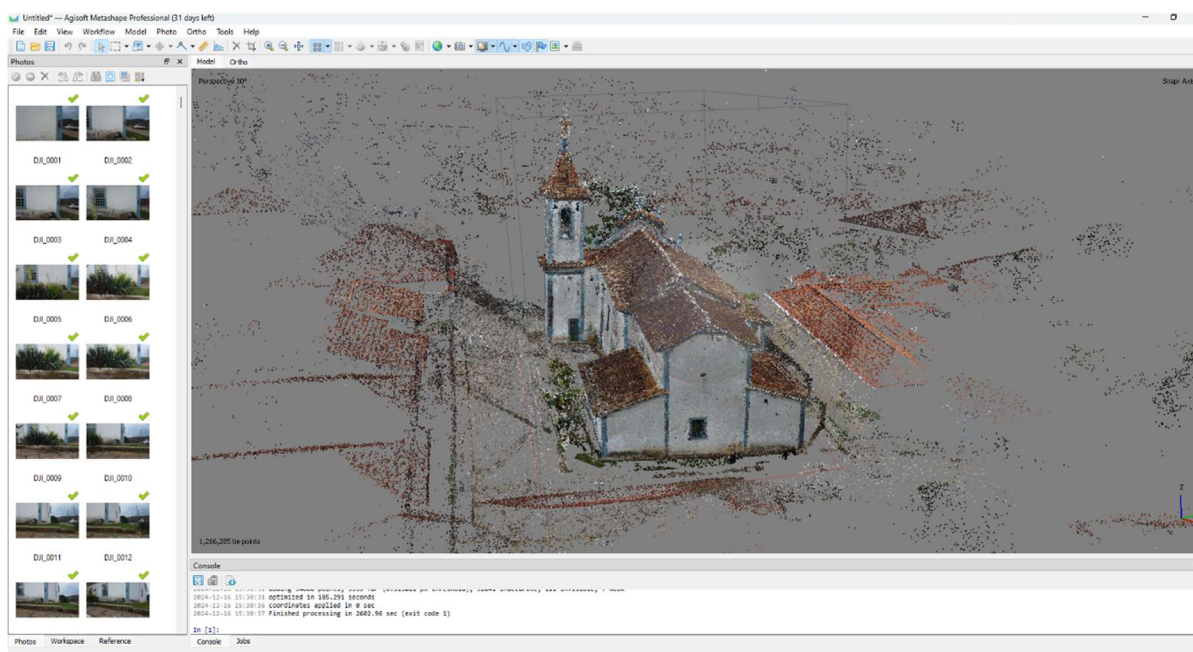 Untitled* — Agisoft Metashape Professional (31 days left)
File Edit View Workflow Model Photo Ortho Tools Help
Photos
Model Ortho
Perspective 30°
Snap: Axi
DJI_0001 DJI_0002
DJI_0003 DJI_0004
DJI_0005 DJI_0006
DJI_0007 DJI_0008
DJI_0009 DJI_0010
DJI_0011 DJI_0012
Z
1,266,285 tie points
Console
2024-12-16 15:30:31 optimized in 185.291 seconds
2024-12-16 15:30:36 coordinates applied in 0 sec
2024-12-16 15:30:37 Finished processing in 2602.96 sec (exit code 1)
In [1]:
Photos Workspace Reference
Console Jobs